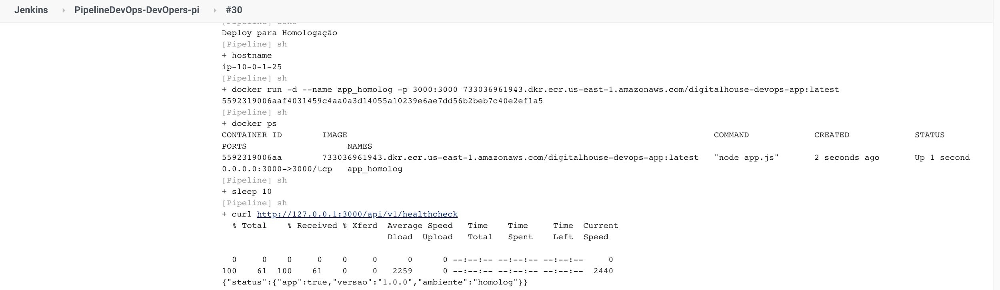 Jenkins PipelineDevOps-DevOpers-pi #30
[Pipeline] echo
Deploy para Homologação
[Pipeline] sh
+ hostname
ip-10-0-1-25
[Pipeline] sh
+ docker run -d --name app_homolog -p 3000:3000 733036961943.dkr.ecr.us-east-1.amazonaws.com/digitalhouse-devops-app:latest
5592319006aaf4031459c4aa0a3d14055a10239e6ae7dd56b2beb7c40e2ef1a5
[Pipeline] sh
+ docker ps
CONTAINER ID IMAGE COMMAND CREATED STATUS
PORTS NAMES
5592319006aa 733036961943.dkr.ecr.us-east-1.amazonaws.com/digitalhouse-devops-app:latest "node app.js" 2 seconds ago Up 1 second
0.0.0.0:3000->3000/tcp app_homolog
[Pipeline] sh
+ sleep 10
[Pipeline] sh
+ curl http://127.0.0.1:3000/api/v1/healthcheck
% Total % Received % Xferd Average Speed Time Time Time Current
Dload Upload Total Spent Left Speed
0 0 0 0 0 0 0 0 --:--:-- --:--:-- --:--:-- 0
100 61 100 61 0 0 2259 0 --:--:-- --:--:-- --:--:-- 2440
{"status":{"app":true,"versao":"1.0.0","ambiente":"homolog"}}